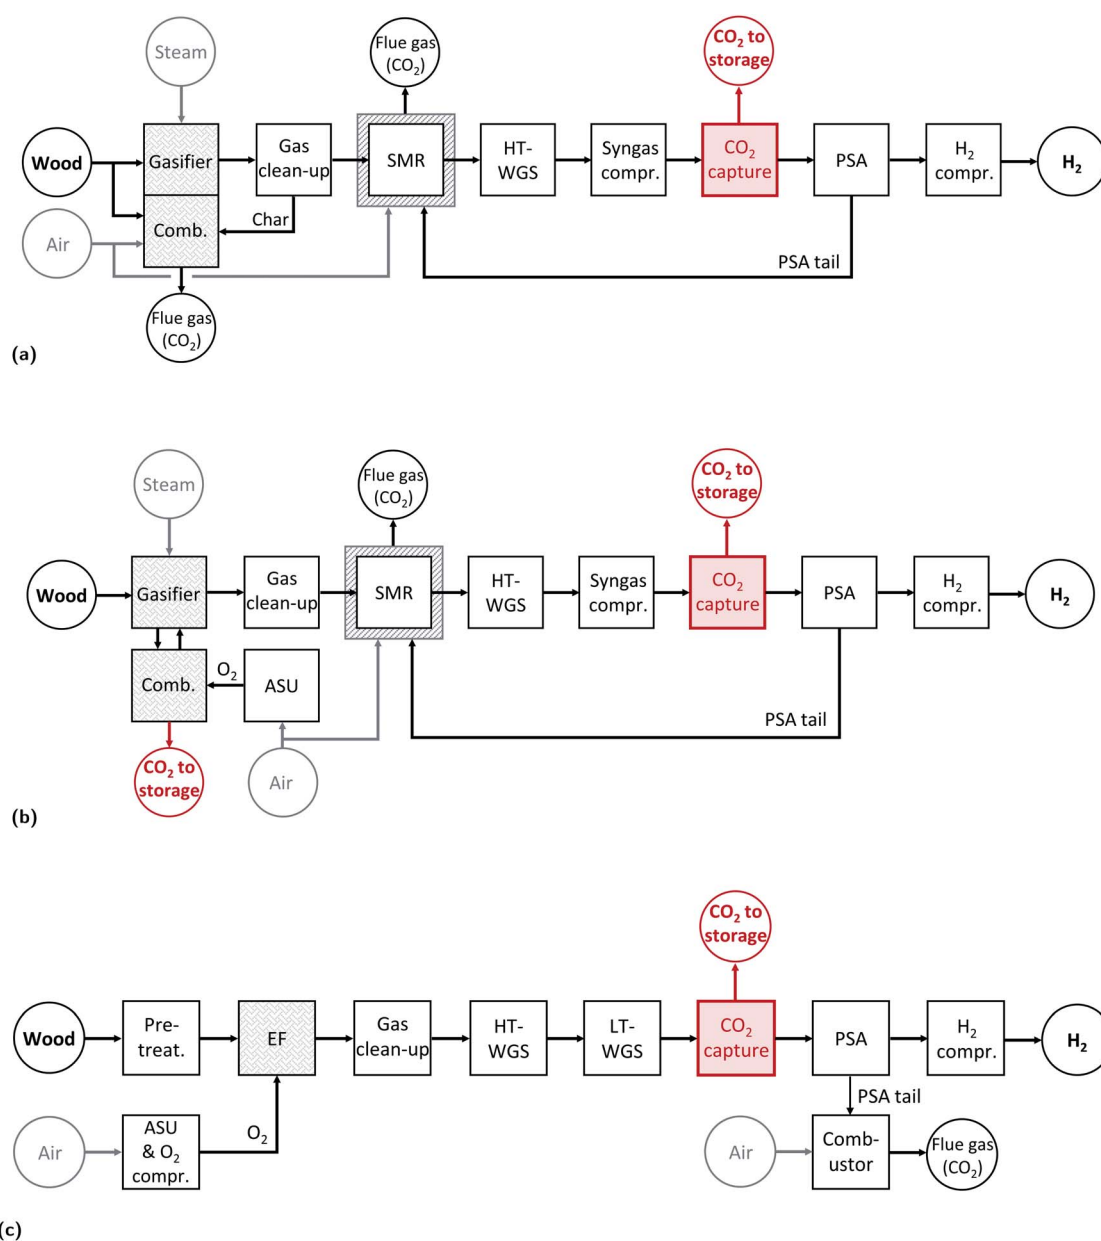 Steam
Flue gas
(CO₂)
CO₂ to
storage
Wood
Gasifier
Gas
clean-up
SMR
HT-
WGS
Syngas
compr.
CO₂
capture
PSA
H₂
compr.
H₂
Air
Comb.
Char
PSA tail
Flue gas
(CO₂)
(a)
Steam
Flue gas
(CO₂)
CO₂ to
storage
Wood
Gasifier
Gas
clean-up
SMR
HT-
WGS
Syngas
compr.
CO₂
capture
PSA
H₂
compr.
H₂
Comb.
O₂
ASU
PSA tail
CO₂ to
storage
Air
(b)
CO₂ to
storage
Wood
Pre-
treat.
EF
Gas
clean-up
HT-
WGS
LT-
WGS
CO₂
capture
PSA
H₂
compr.
H₂
PSA tail
Air
ASU
& O₂
compr.
O₂
Air
Comb-
ustor
Flue gas
(CO₂)
(c)